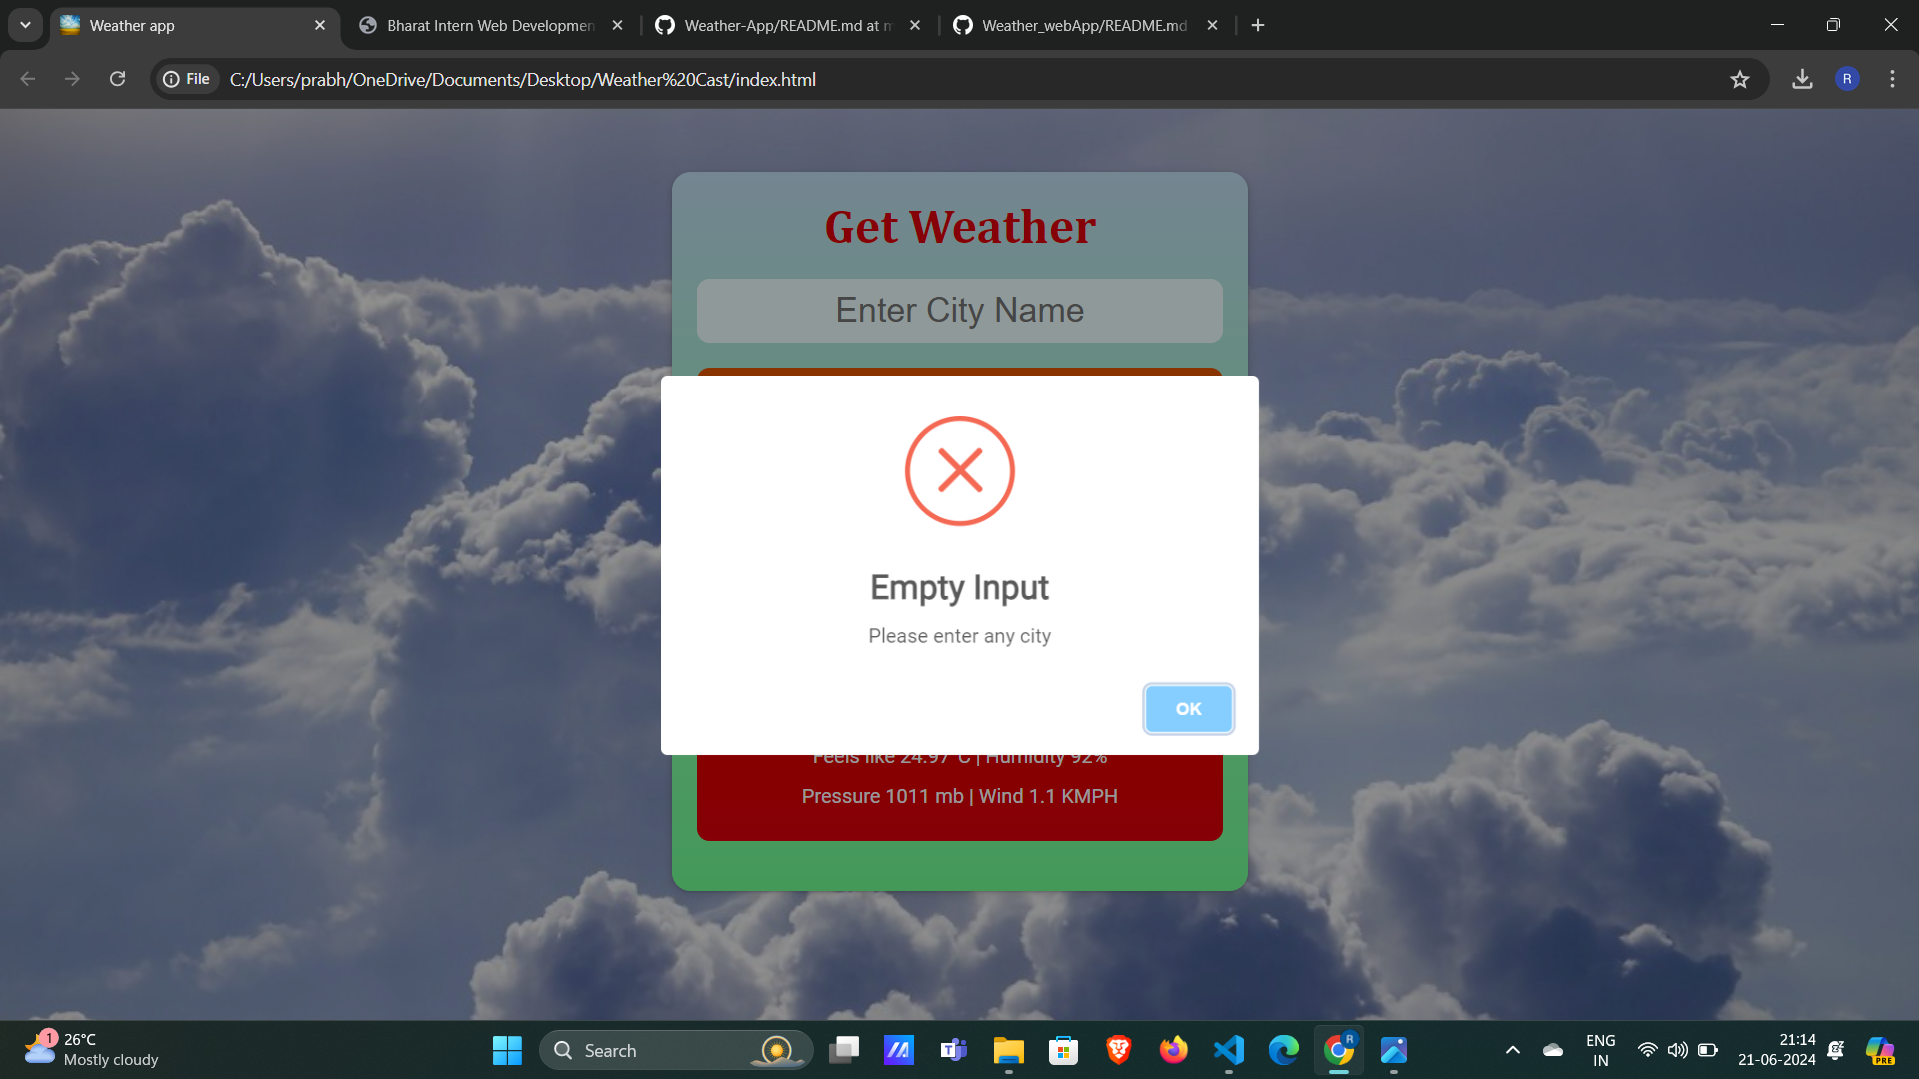 Weather app
Bharat Intern Web Developmen
Weather-App/README.md at m
Weather_webApp/README.md
File
C:/Users/prabh/OneDrive/Documents/Desktop/Weather%20Cast/index.html
R
Get Weather
Enter City Name
Empty Input
Please enter any city
OK
Feels like 24.97°C | Humidity 92%
Pressure 1011 mb | Wind 1.1 KMPH
1
26°C
Mostly cloudy
Search
R
ENG
IN
21:14
21-06-2024
PRE